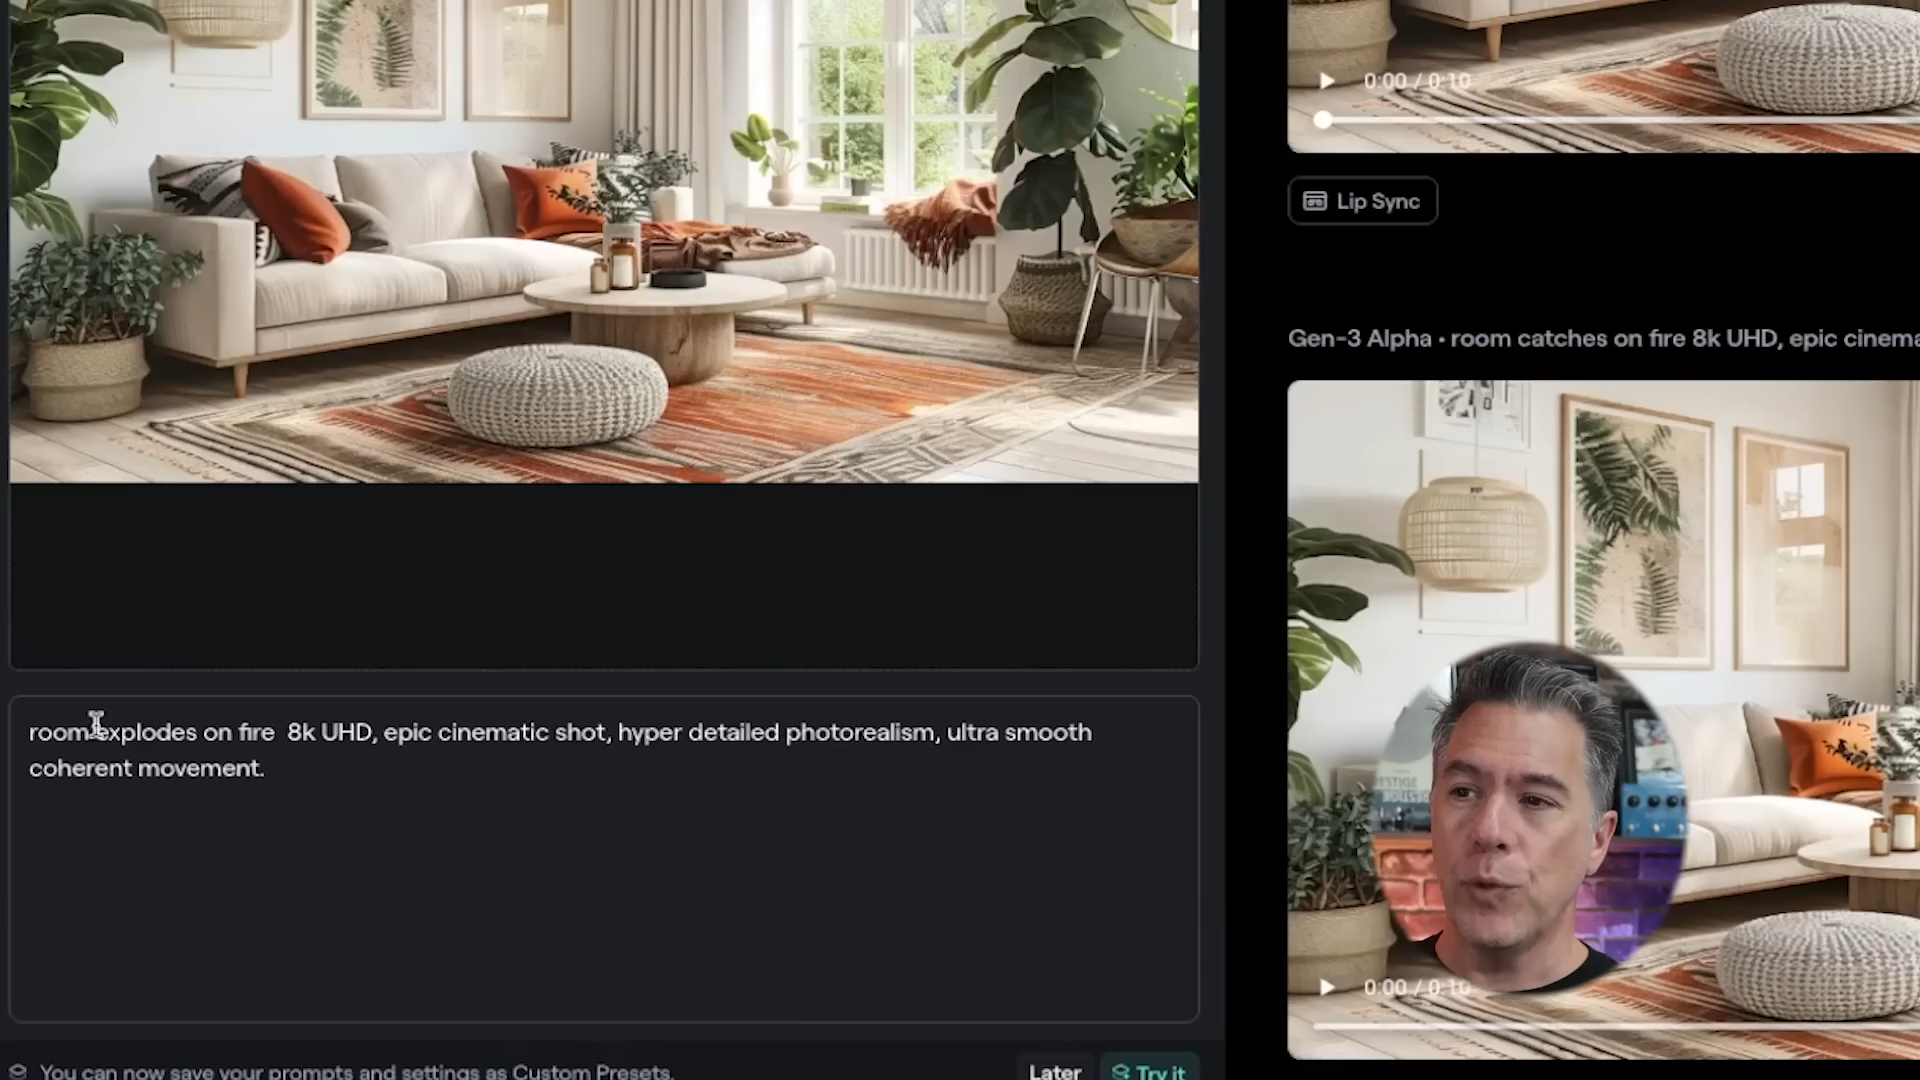 0:00 / 0:10
Lip Sync
Gen-3 Alpha • room catches on fire 8k UHD, epic cinema
room explodes on fire  8k UHD, epic cinematic shot, hyper detailed photorealism, ultra smooth
coherent movement.
PRESTIGE
0:00 / 0:10
You can now save your prompts and settings as Custom Presets.
Later
Try it